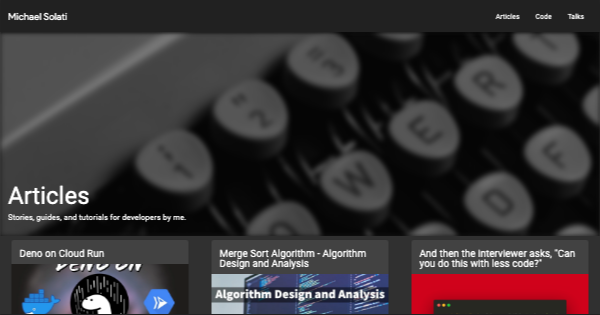 Michael Solati
Articles Code Talks
3
2
R
E
W
F
D
Articles
Stories, guides, and tutorials for developers by me.
Deno on Cloud Run
Merge Sort Algorithm - Algorithm
Design and Analysis
And then the interviewer asks, "Can
you do this with less code?"
DENO ON
Algorithm Design and Analysis